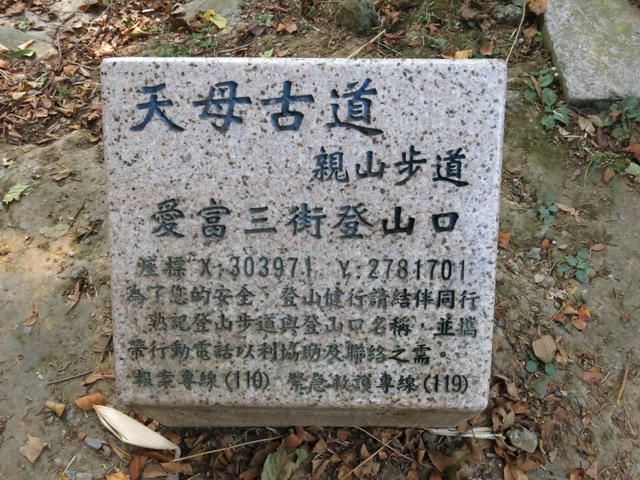 天母古道
親山步道
愛富三街登山口
座標 X:303971 Y:2781701
為了您的安全，登山健行請結伴同行
熟記登山步道與登山口名稱，並攜
帶行動電話以利協助及聯絡之需。
報案專線(110) 緊急救護專線(119)